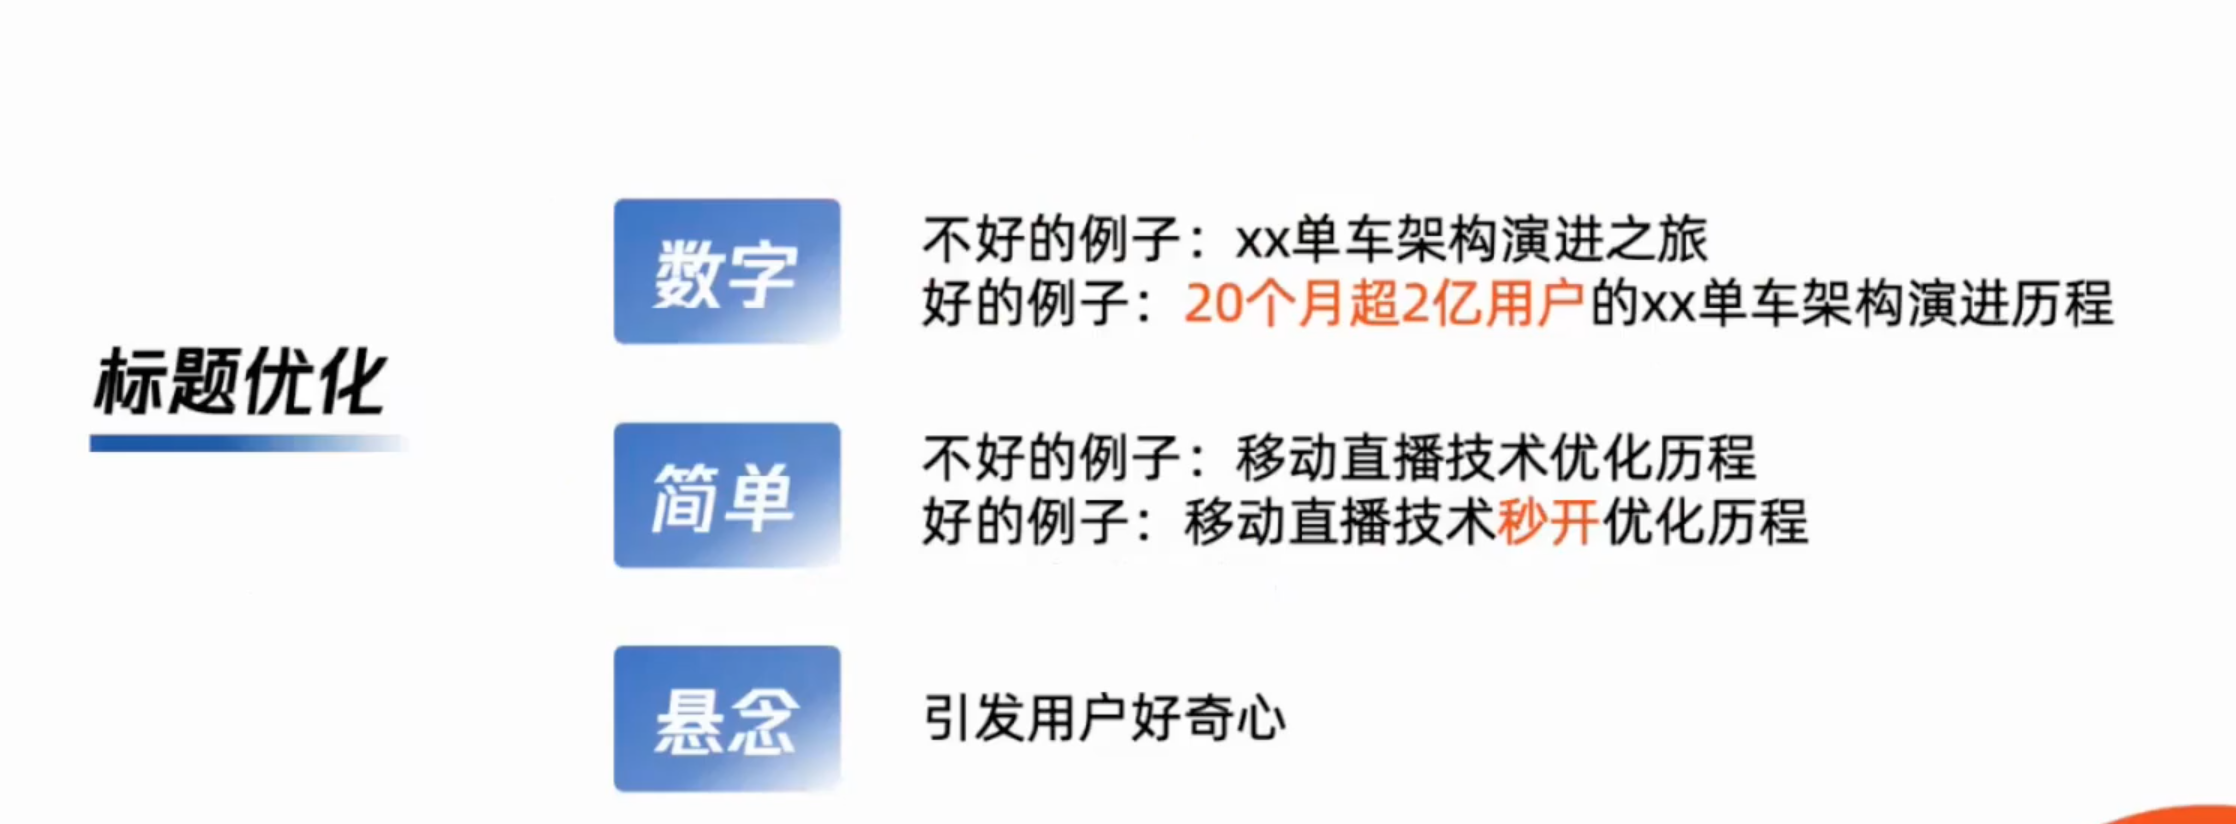 标题优化
数字
不好的例子：xx单车架构演进之旅
好的例子：20个月超2亿用户的xx单车架构演进历程
简单
不好的例子：移动直播技术优化历程
好的例子：移动直播技术秒开优化历程
悬念
引发用户好奇心